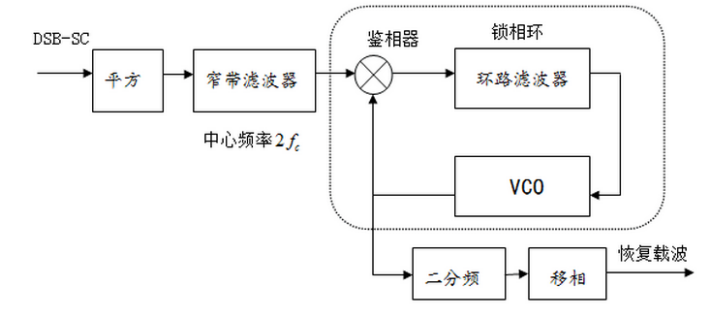 DSB-SC
平方
窄带滤波器
中心频率2f_c
鉴相器
锁相环
环路滤波器
VCO
二分频
移相
恢复载波